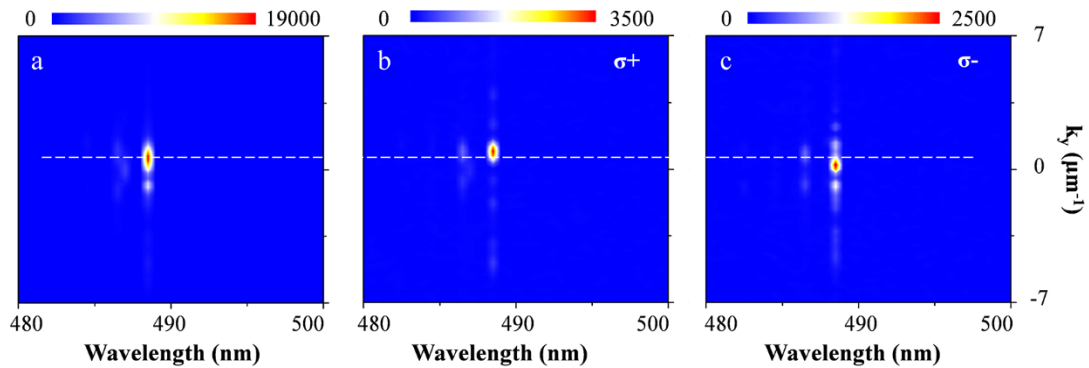 0 19000
0 3500
0 2500
a
b σ+
c σ-
7
0
-7
kᵧ (μm⁻¹)
480 490 500
480 490 500
480 490 500
Wavelength (nm)
Wavelength (nm)
Wavelength (nm)